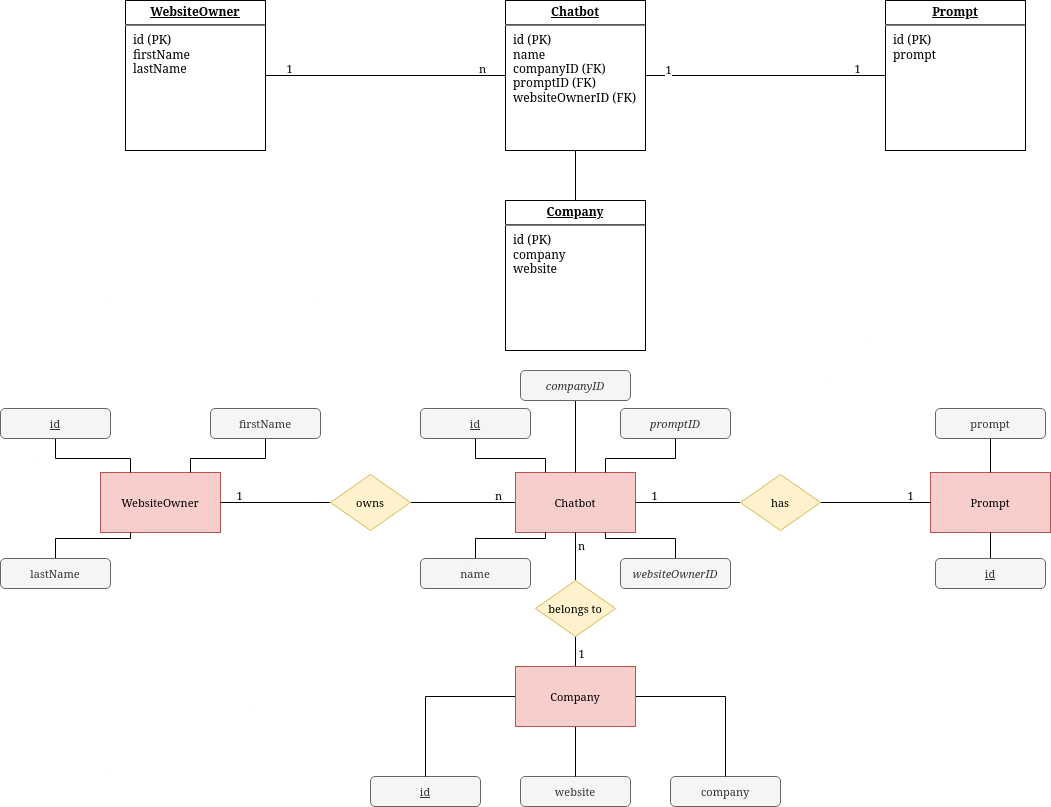 WebsiteOwner
id (PK)
firstName
lastName
1
n
Chatbot
id (PK)
name
companyID (FK)
promptID (FK)
websiteOwnerID (FK)
1
1
Prompt
id (PK)
prompt
Company
id (PK)
company
website
companyID
id
firstName
id
promptID
prompt
WebsiteOwner
1
owns
n
Chatbot
1
has
1
Prompt
n
lastName
name
websiteOwnerID
id
belongs to
1
Company
id
website
company